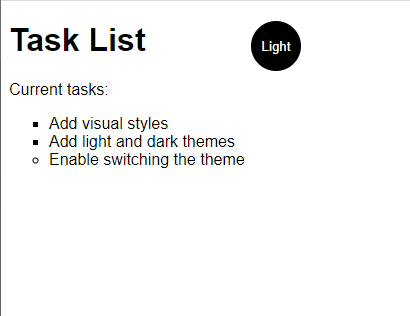 Task List
Light
Current tasks:
Add visual styles
Add light and dark themes
Enable switching the theme